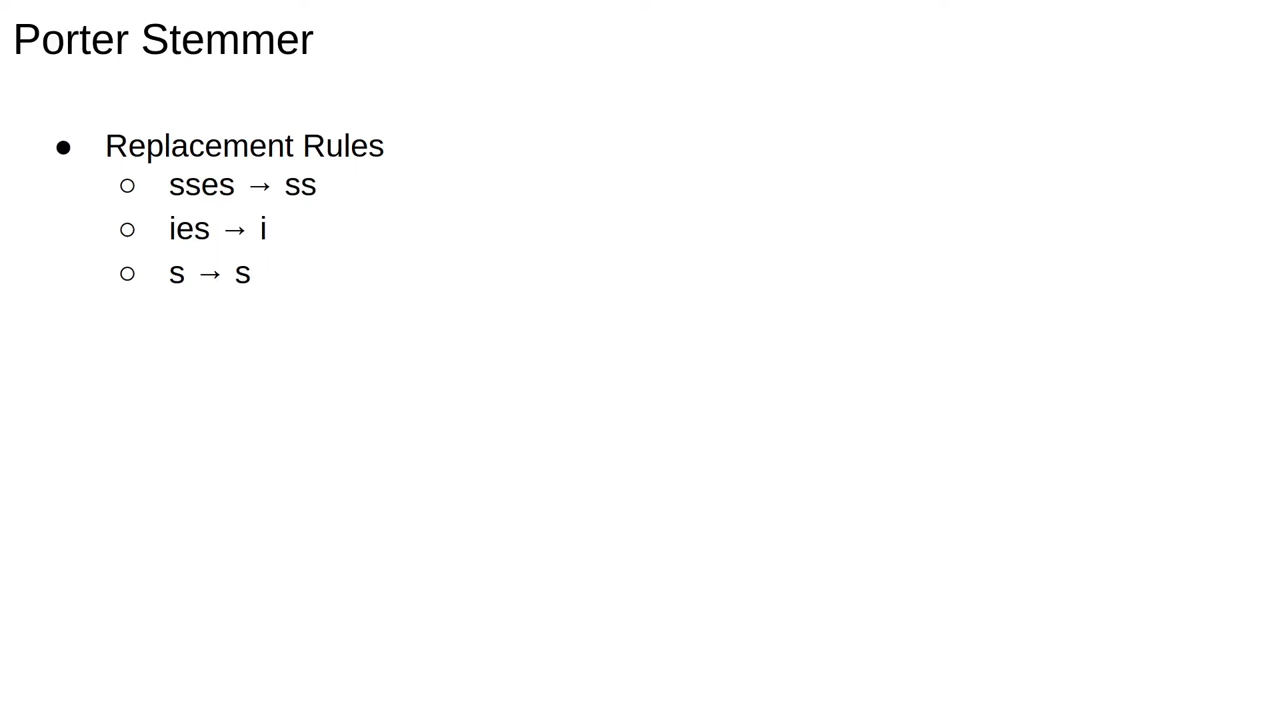 Porter Stemmer
● Replacement Rules
○ sses → ss
○ ies → i
○ s → s